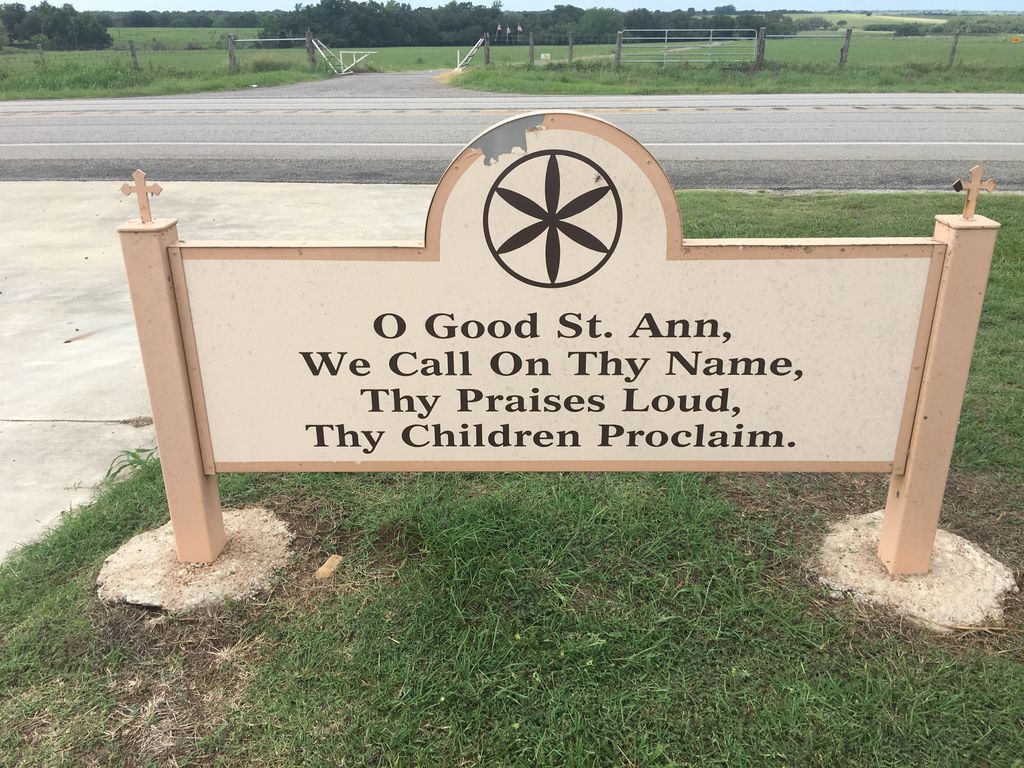 O Good St. Ann,
We Call On Thy Name,
Thy Praises Loud,
Thy Children Proclaim.